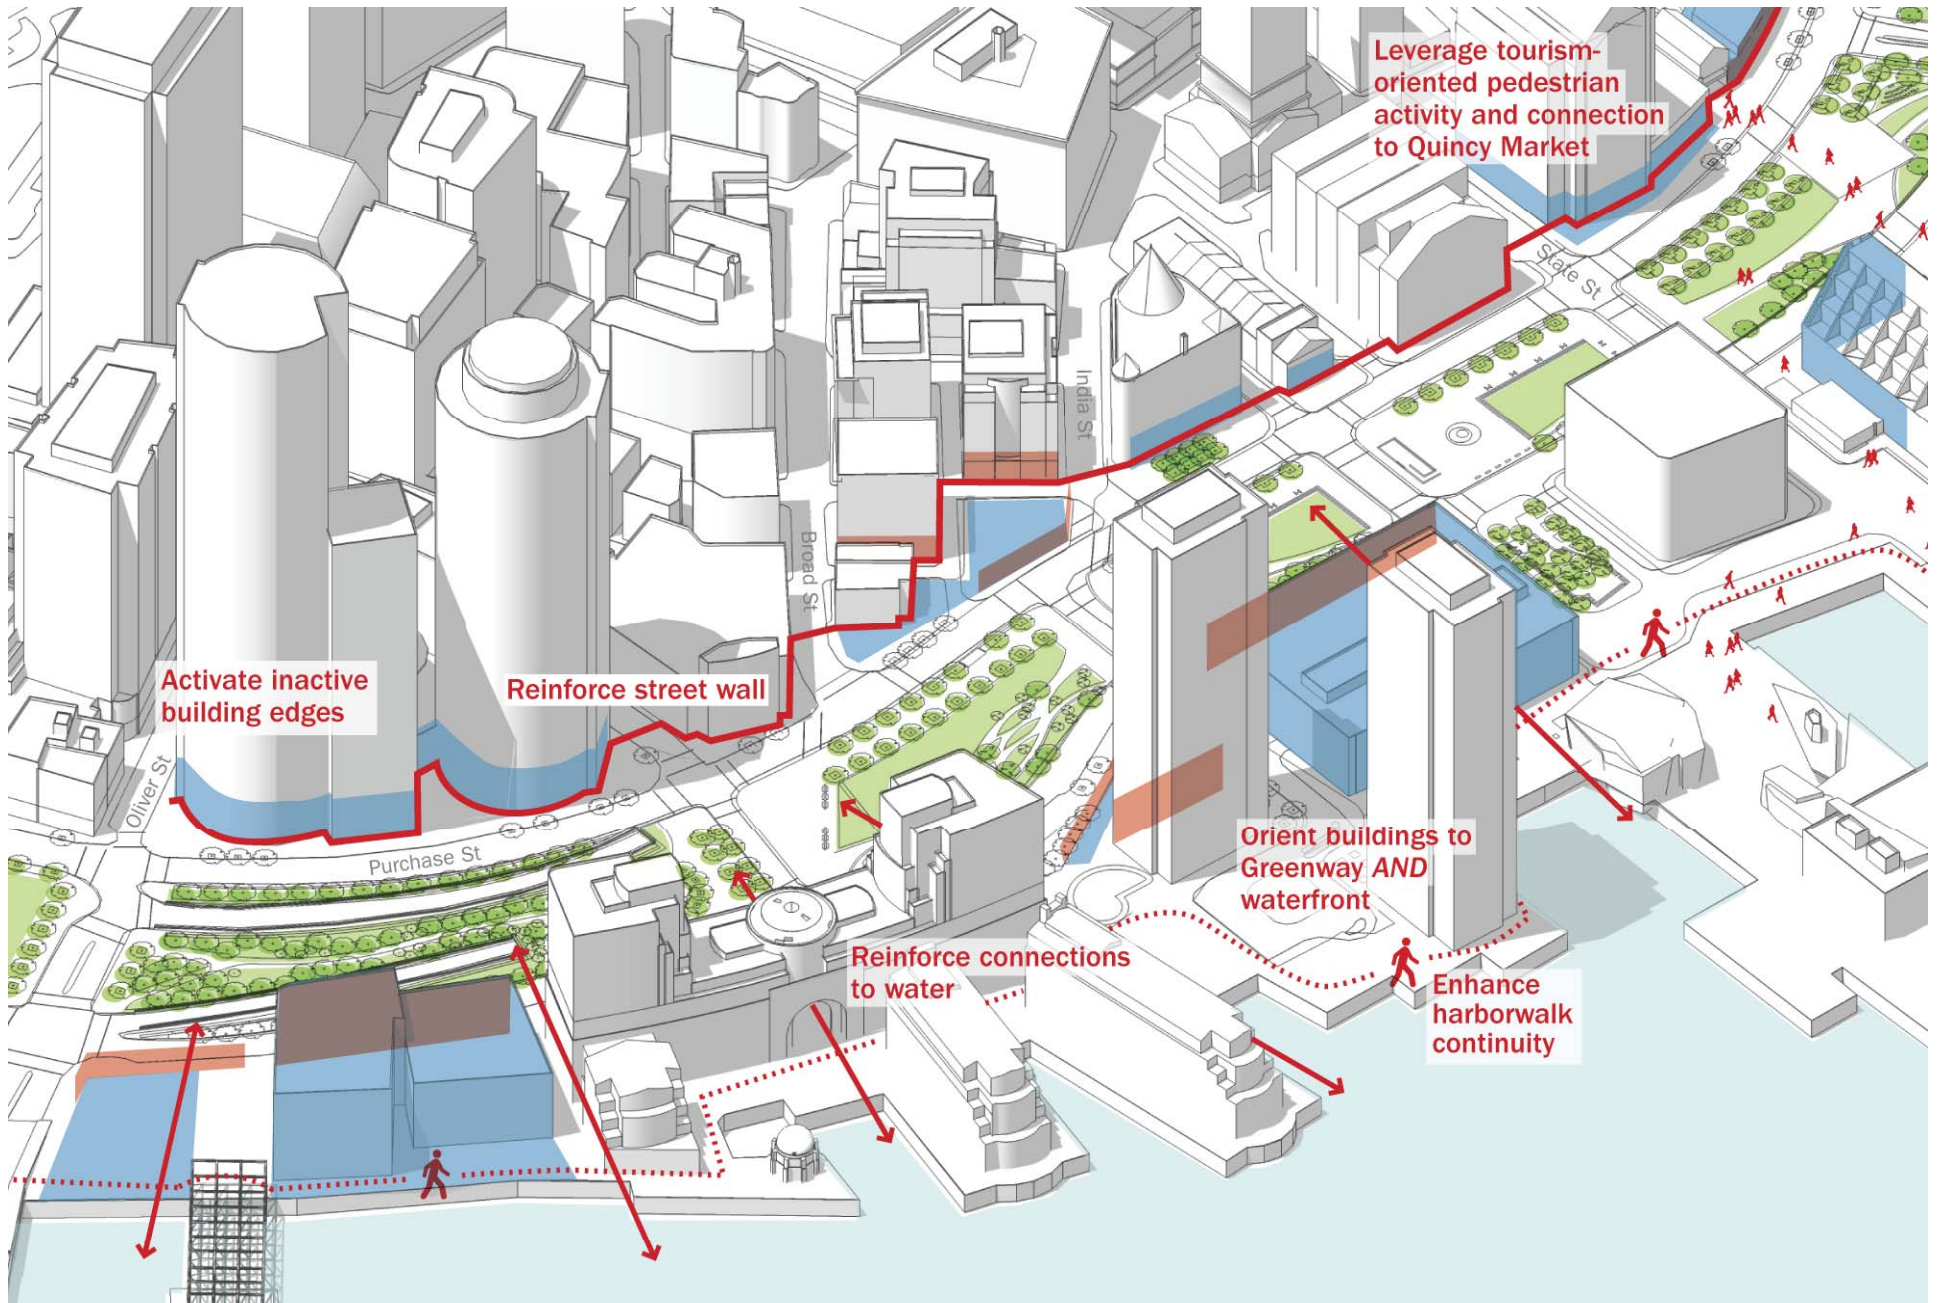 Leverage tourism-
oriented pedestrian
activity and connection
to Quincy Market
State St
India St
Broad St
Activate inactive
building edges
Reinforce street wall
Oliver St
Purchase St
Orient buildings to
Greenway AND
waterfront
Reinforce connections
to water
Enhance
harborwalk
continuity